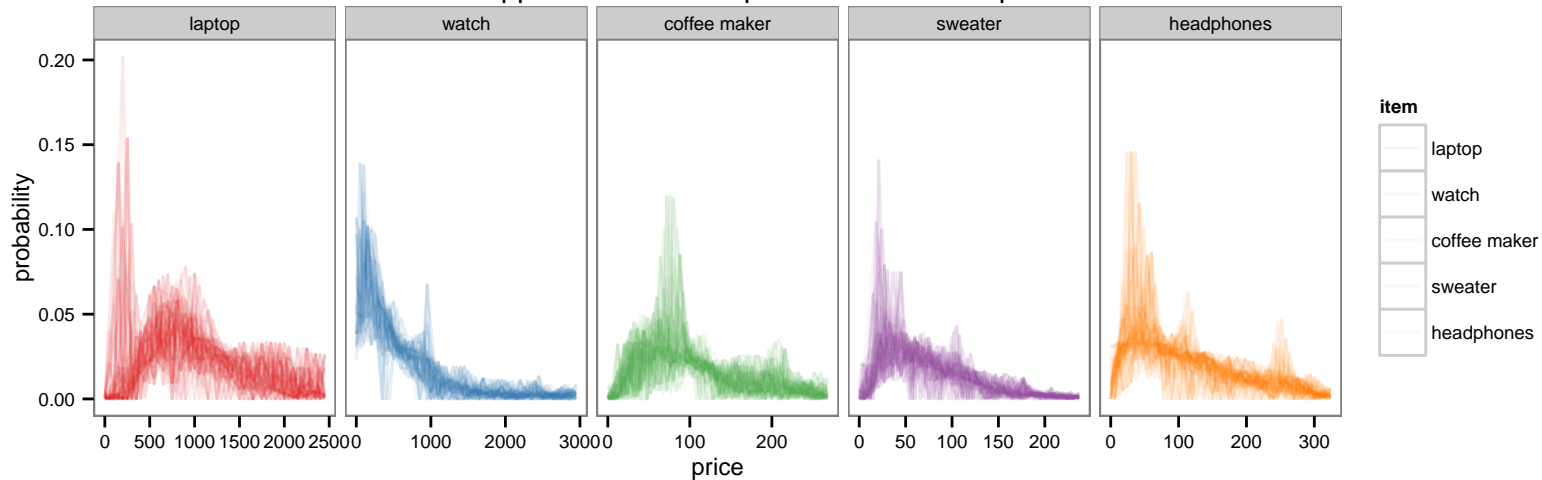 laptop
watch
coffee maker
sweater
headphones
probability
0.20
0.15
0.10
0.05
0.00
0 500 1000 1500 2000 2500
0 1000 2000 3000
0 100 200
0 50 100 150 200
0 100 200 300
price
item
laptop
watch
coffee maker
sweater
headphones